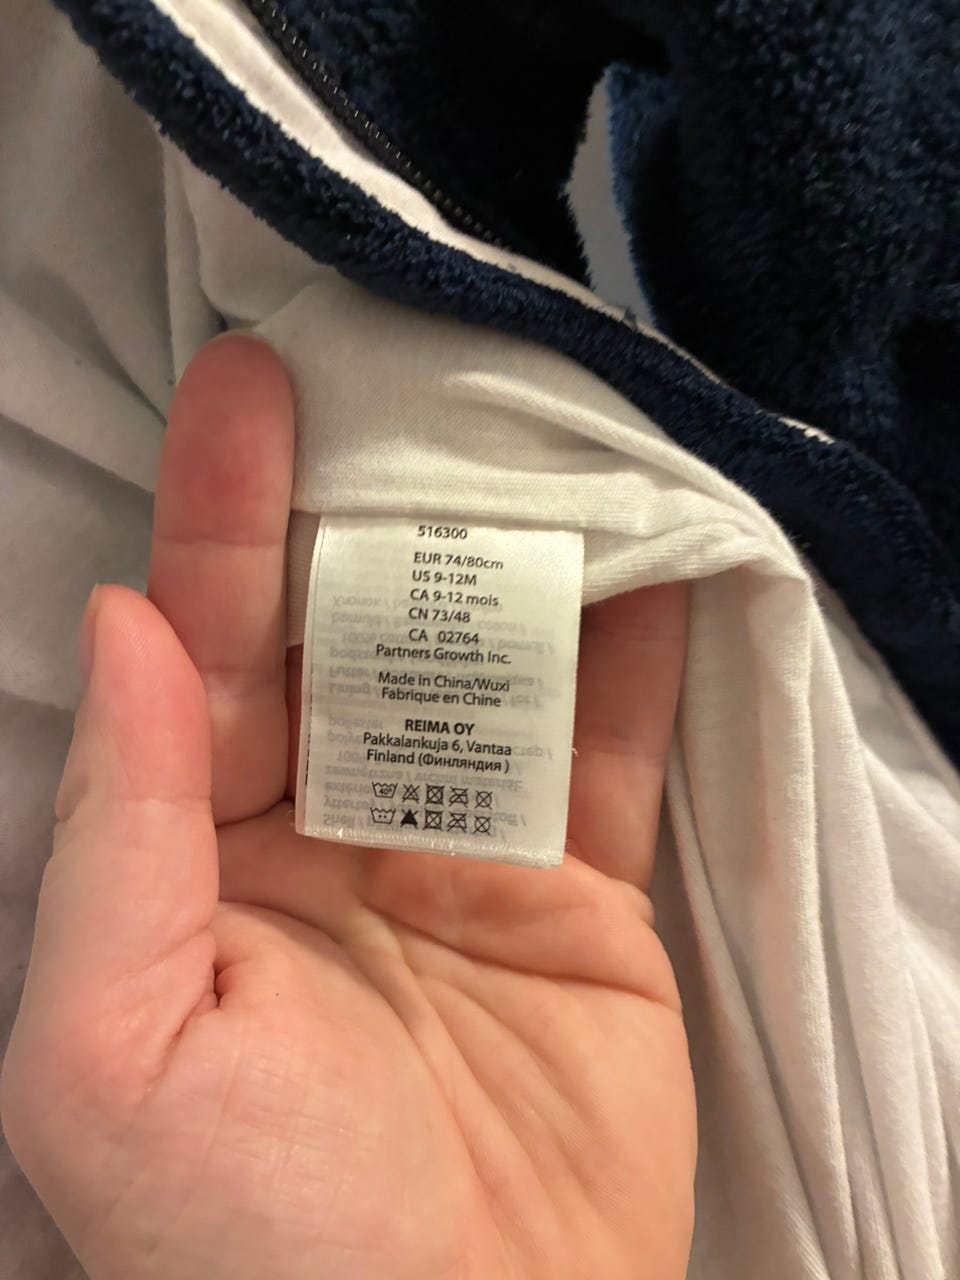 516300
EUR 74/80cm
US 9-12M
CA 9-12 mois
CN 73/48
CA 02764
Partners Growth Inc.
Made in China/Wuxi
Fabrique en Chine
REIMA OY
Pakkalankuja 6, Vantaa
Finland (Финляндия )
40°